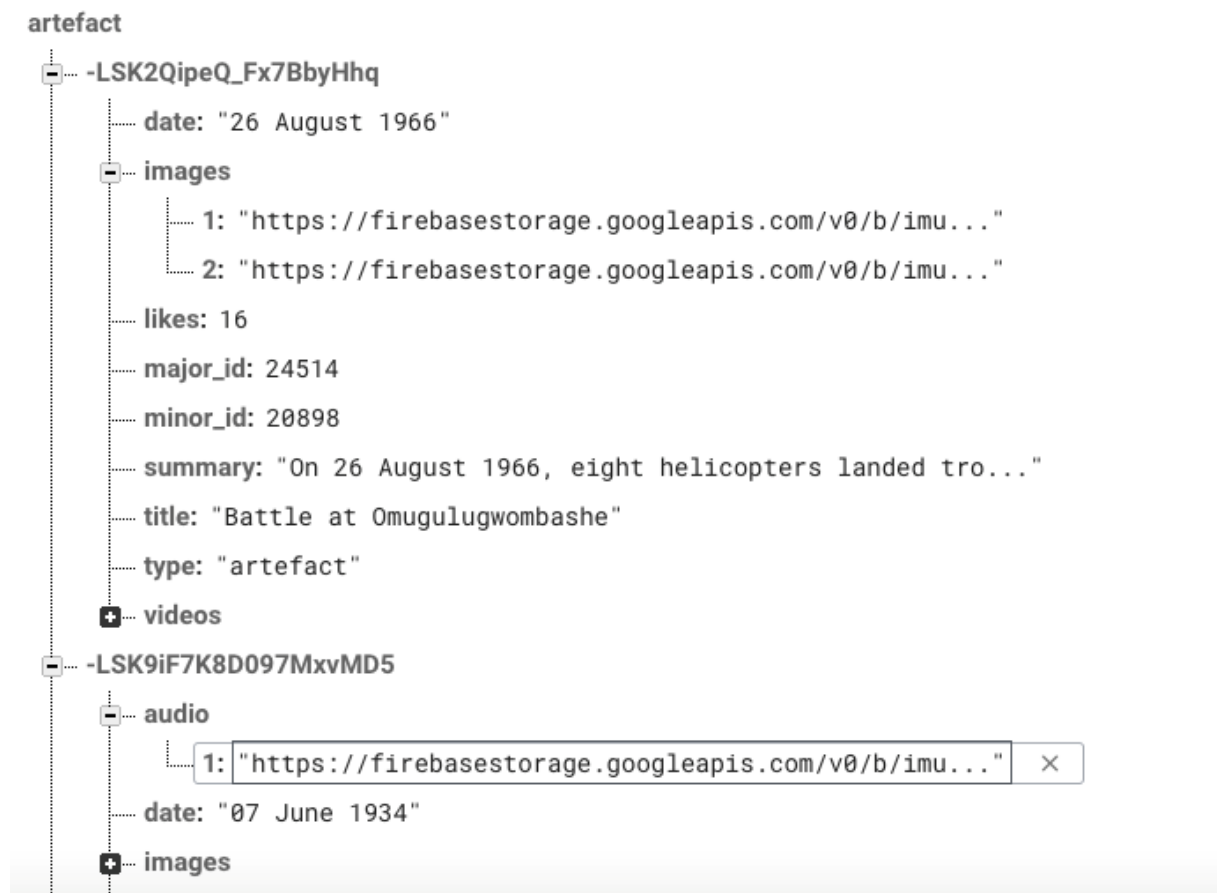 artefact
-LSK2QipeQ_Fx7BbyHhq
date: "26 August 1966"
images
1: "https://firebasestorage.googleapis.com/v0/b/imu..."
2: "https://firebasestorage.googleapis.com/v0/b/imu..."
likes: 16
major_id: 24514
minor_id: 20898
summary: "On 26 August 1966, eight helicopters landed tro..."
title: "Battle at Omugulugwombashe"
type: "artefact"
videos
-LSK9iF7K8D097MxvMD5
audio
1: "https://firebasestorage.googleapis.com/v0/b/imu..."
date: "07 June 1934"
images